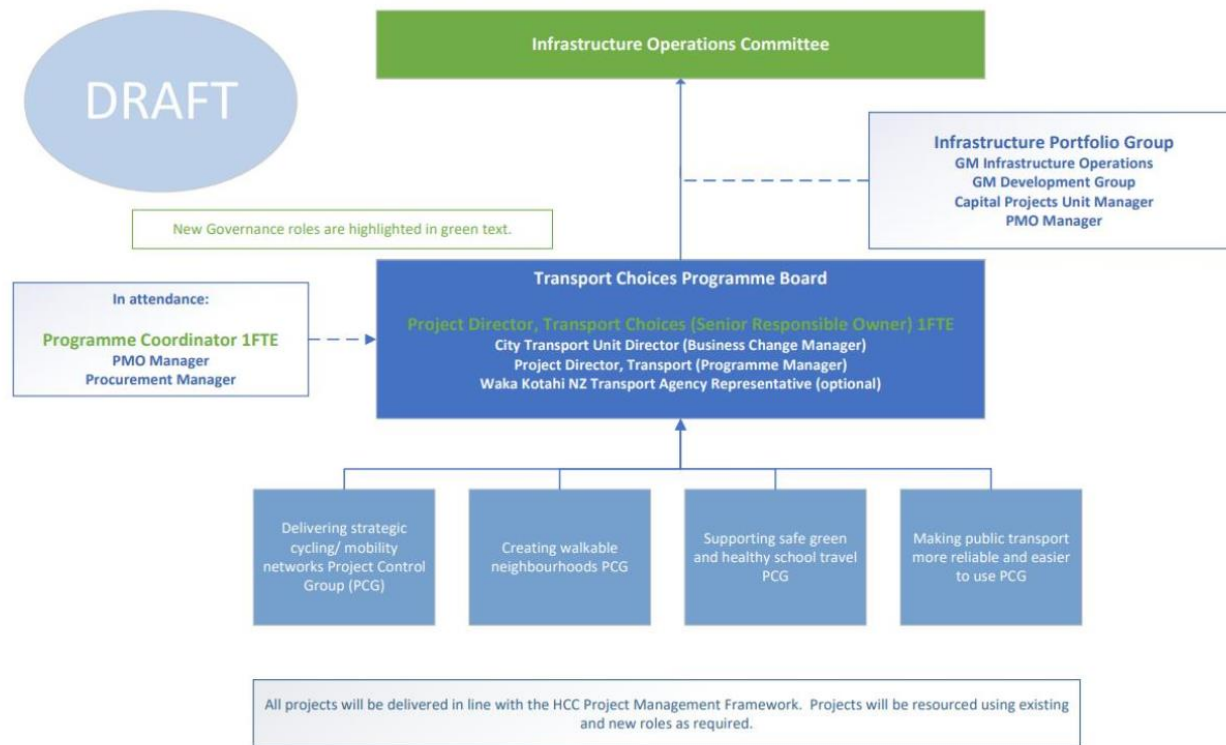 DRAFT
Infrastructure Operations Committee
Infrastructure Portfolio Group
GM Infrastructure Operations
GM Development Group
Capital Projects Unit Manager
PMO Manager
New Governance roles are highlighted in green text.
In attendance:
Programme Coordinator 1FTE
PMO Manager
Procurement Manager
Transport Choices Programme Board
Project Director, Transport Choices (Senior Responsible Owner) 1FTE
City Transport Unit Director (Business Change Manager)
Project Director, Transport (Programme Manager)
Waka Kotahi NZ Transport Agency Representative (optional)
Delivering strategic
cycling/ mobility
networks Project Control
Group (PCG)
Creating walkable
neighbourhoods PCG
Supporting safe green
and healthy school travel
PCG
Making public transport
more reliable and easier
to use PCG
All projects will be delivered in line with the HCC Project Management Framework.  Projects will be resourced using existing
and new roles as required.